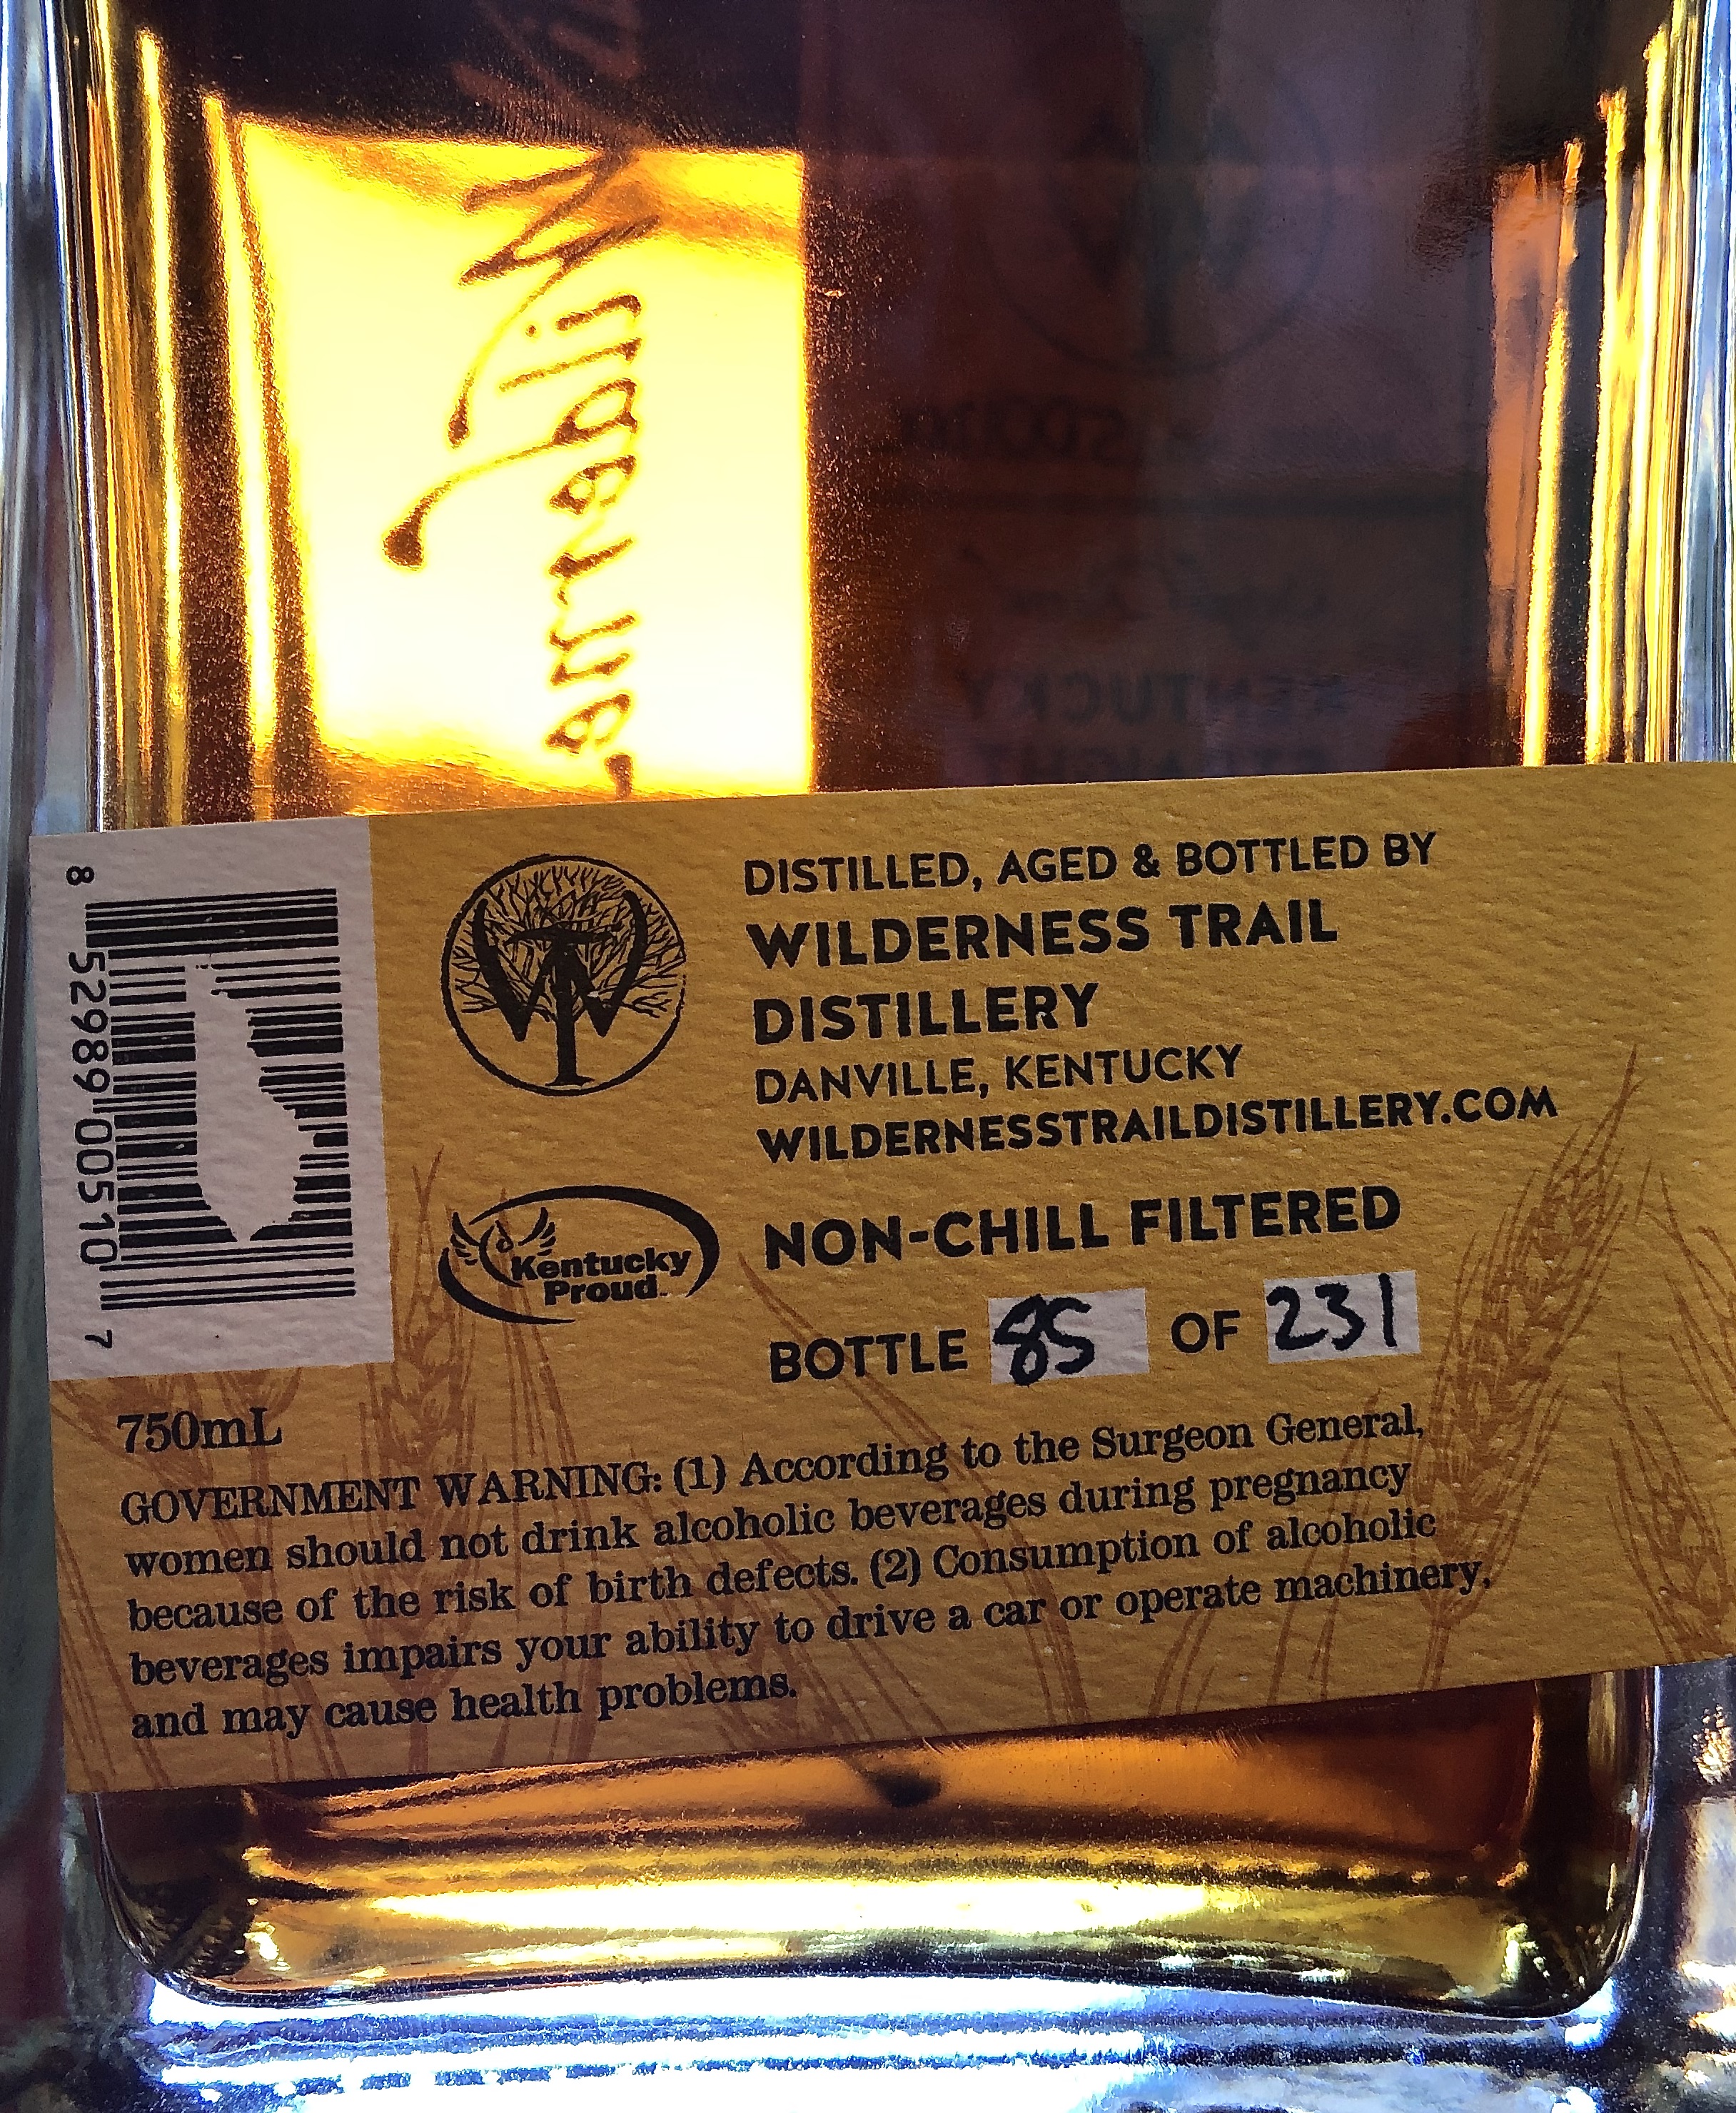 Wilderne
KENTUCKY
STRAIGHT
DISTILLED, AGED & BOTTLED BY
WILDERNESS TRAIL
DISTILLERY
DANVILLE, KENTUCKY
WILDERNESSTRAILDISTILLERY.COM
Kentucky
Proud
NON-CHILL FILTERED
BOTTLE 85 OF 231
8 52989 00510 7
750mL
GOVERNMENT WARNING: (1) According to the Surgeon General,
women should not drink alcoholic beverages during pregnancy
because of the risk of birth defects. (2) Consumption of alcoholic
beverages impairs your ability to drive a car or operate machinery,
and may cause health problems.